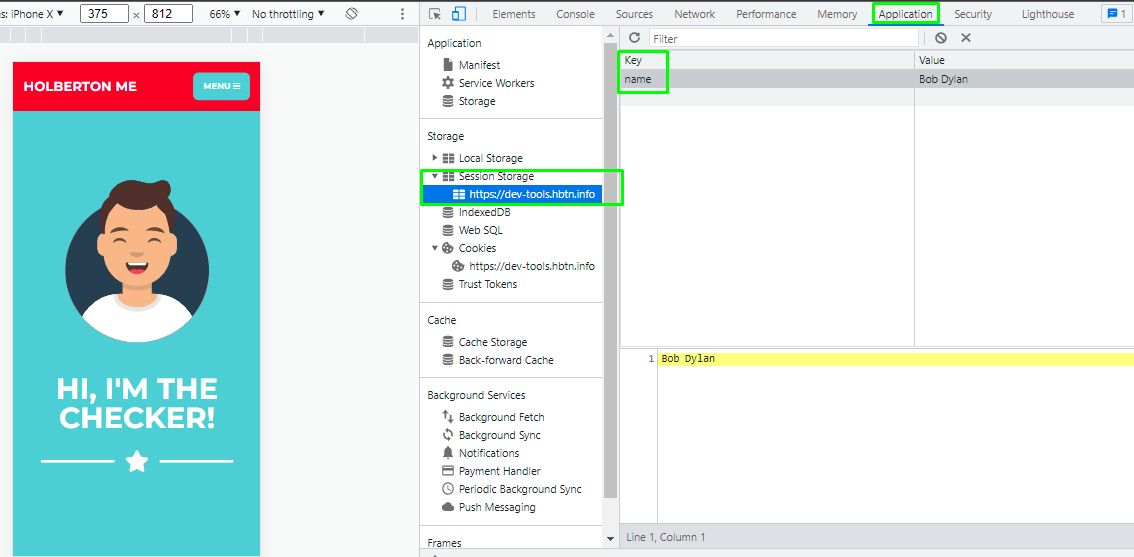 s: iPhone X ▼ 375 × 812 66% ▼ No throttling ▼
HOLBERTON ME
MENU
HI, I'M THE
CHECKER!
Elements Console Sources Network Performance Memory Application Security Lighthouse 1
Application
Manifest
Service Workers
Storage
Storage
Local Storage
Session Storage
https://dev-tools.hbtn.info
IndexedDB
Web SQL
Cookies
https://dev-tools.hbtn.info
Trust Tokens
Cache
Cache Storage
Back-forward Cache
Background Services
Background Fetch
Background Sync
Notifications
Payment Handler
Periodic Background Sync
Push Messaging
Frames
Filter
Key Value
name Bob Dylan
1 Bob Dylan
Line 1, Column 1